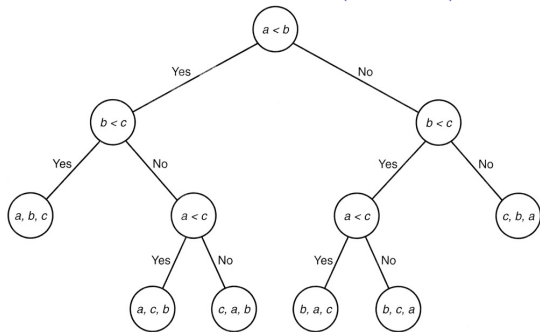 a < b
Yes No
b < c b < c
Yes No Yes No
a, b, c a < c a < c c, b, a
Yes No Yes No
a, c, b c, a, b b, a, c b, c, a